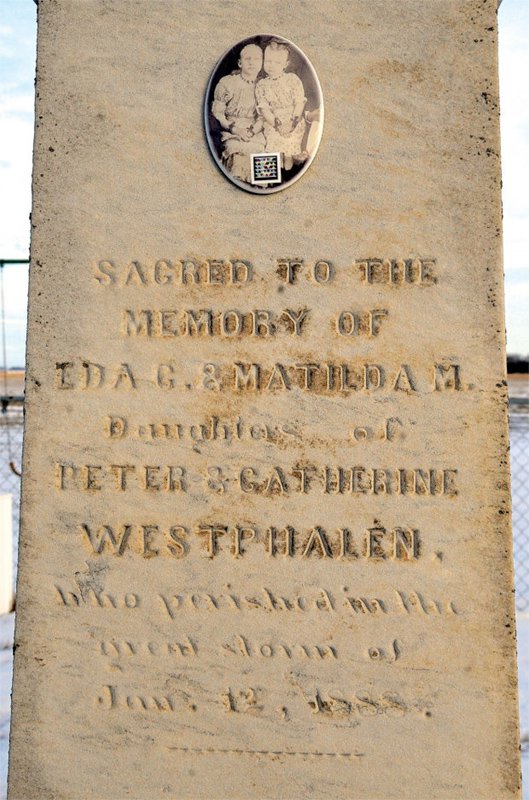 SACRED TO THE
MEMORY OF
EDA C. & MATILDA M.
Daughters of
PETER & CATHERINE
WESTPHALEN.
Who perished in the
great storm of
Jan. 12, 1888.